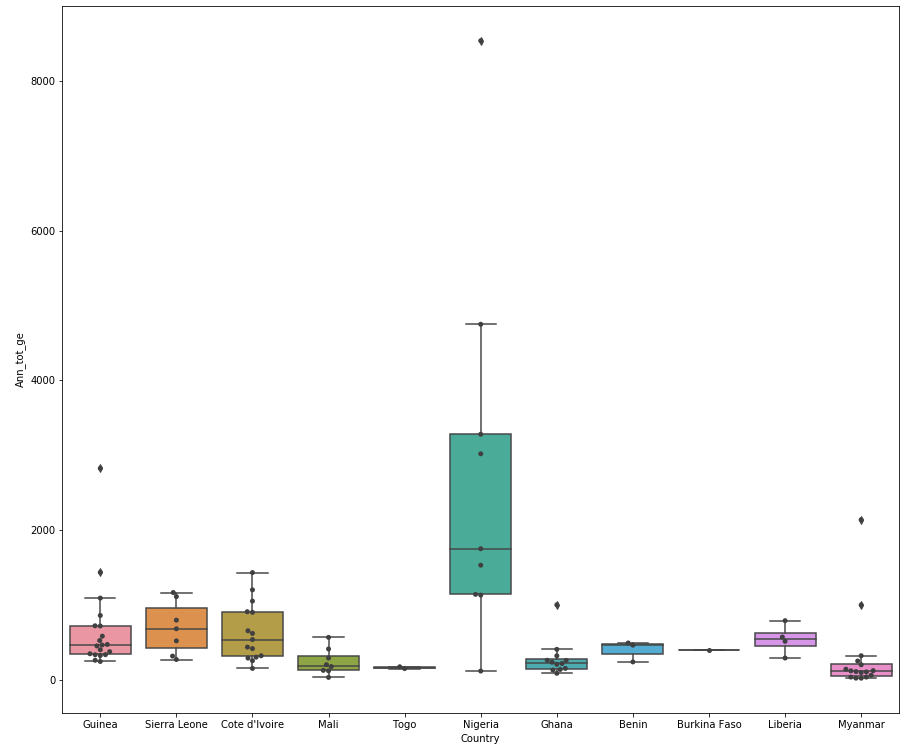 8000
6000
Ann_tot_ge
4000
2000
0
Guinea Sierra Leone Cote d'Ivoire Mali Togo Nigeria Ghana Benin Burkina Faso Liberia Myanmar
Country